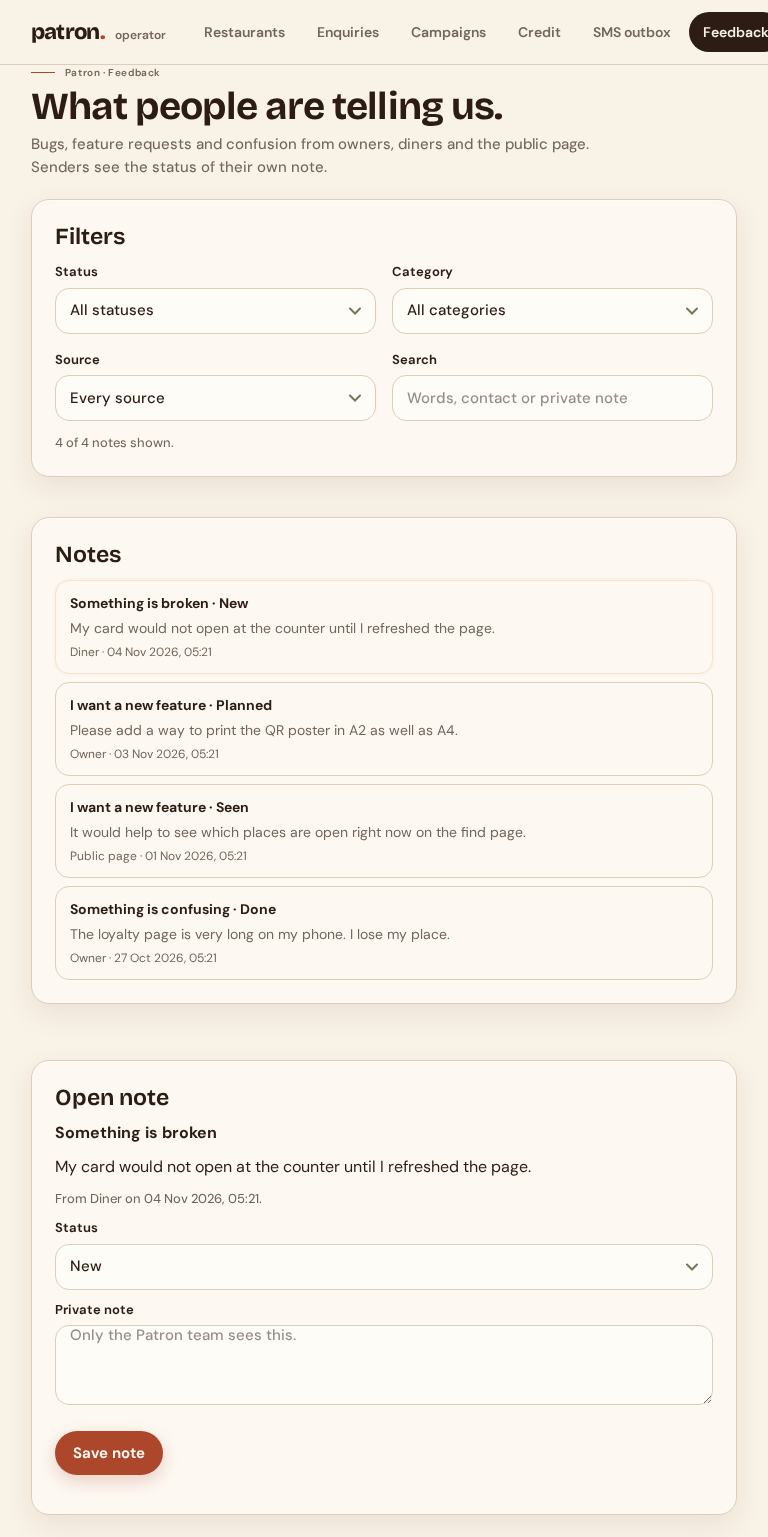 patron. operator Restaurants Enquiries Campaigns Credit SMS outbox Feedback
Patron · Feedback
What people are telling us.
Bugs, feature requests and confusion from owners, diners and the public page.
Senders see the status of their own note.
Filters
Status Category
All statuses All categories
Source Search
Every source Words, contact or private note
4 of 4 notes shown.
Notes
Something is broken · New
My card would not open at the counter until I refreshed the page.
Diner · 04 Nov 2026, 05:21
I want a new feature · Planned
Please add a way to print the QR poster in A2 as well as A4.
Owner · 03 Nov 2026, 05:21
I want a new feature · Seen
It would help to see which places are open right now on the find page.
Public page · 01 Nov 2026, 05:21
Something is confusing · Done
The loyalty page is very long on my phone. I lose my place.
Owner · 27 Oct 2026, 05:21
Open note
Something is broken
My card would not open at the counter until I refreshed the page.
From Diner on 04 Nov 2026, 05:21.
Status
New
Private note
Only the Patron team sees this.
Save note